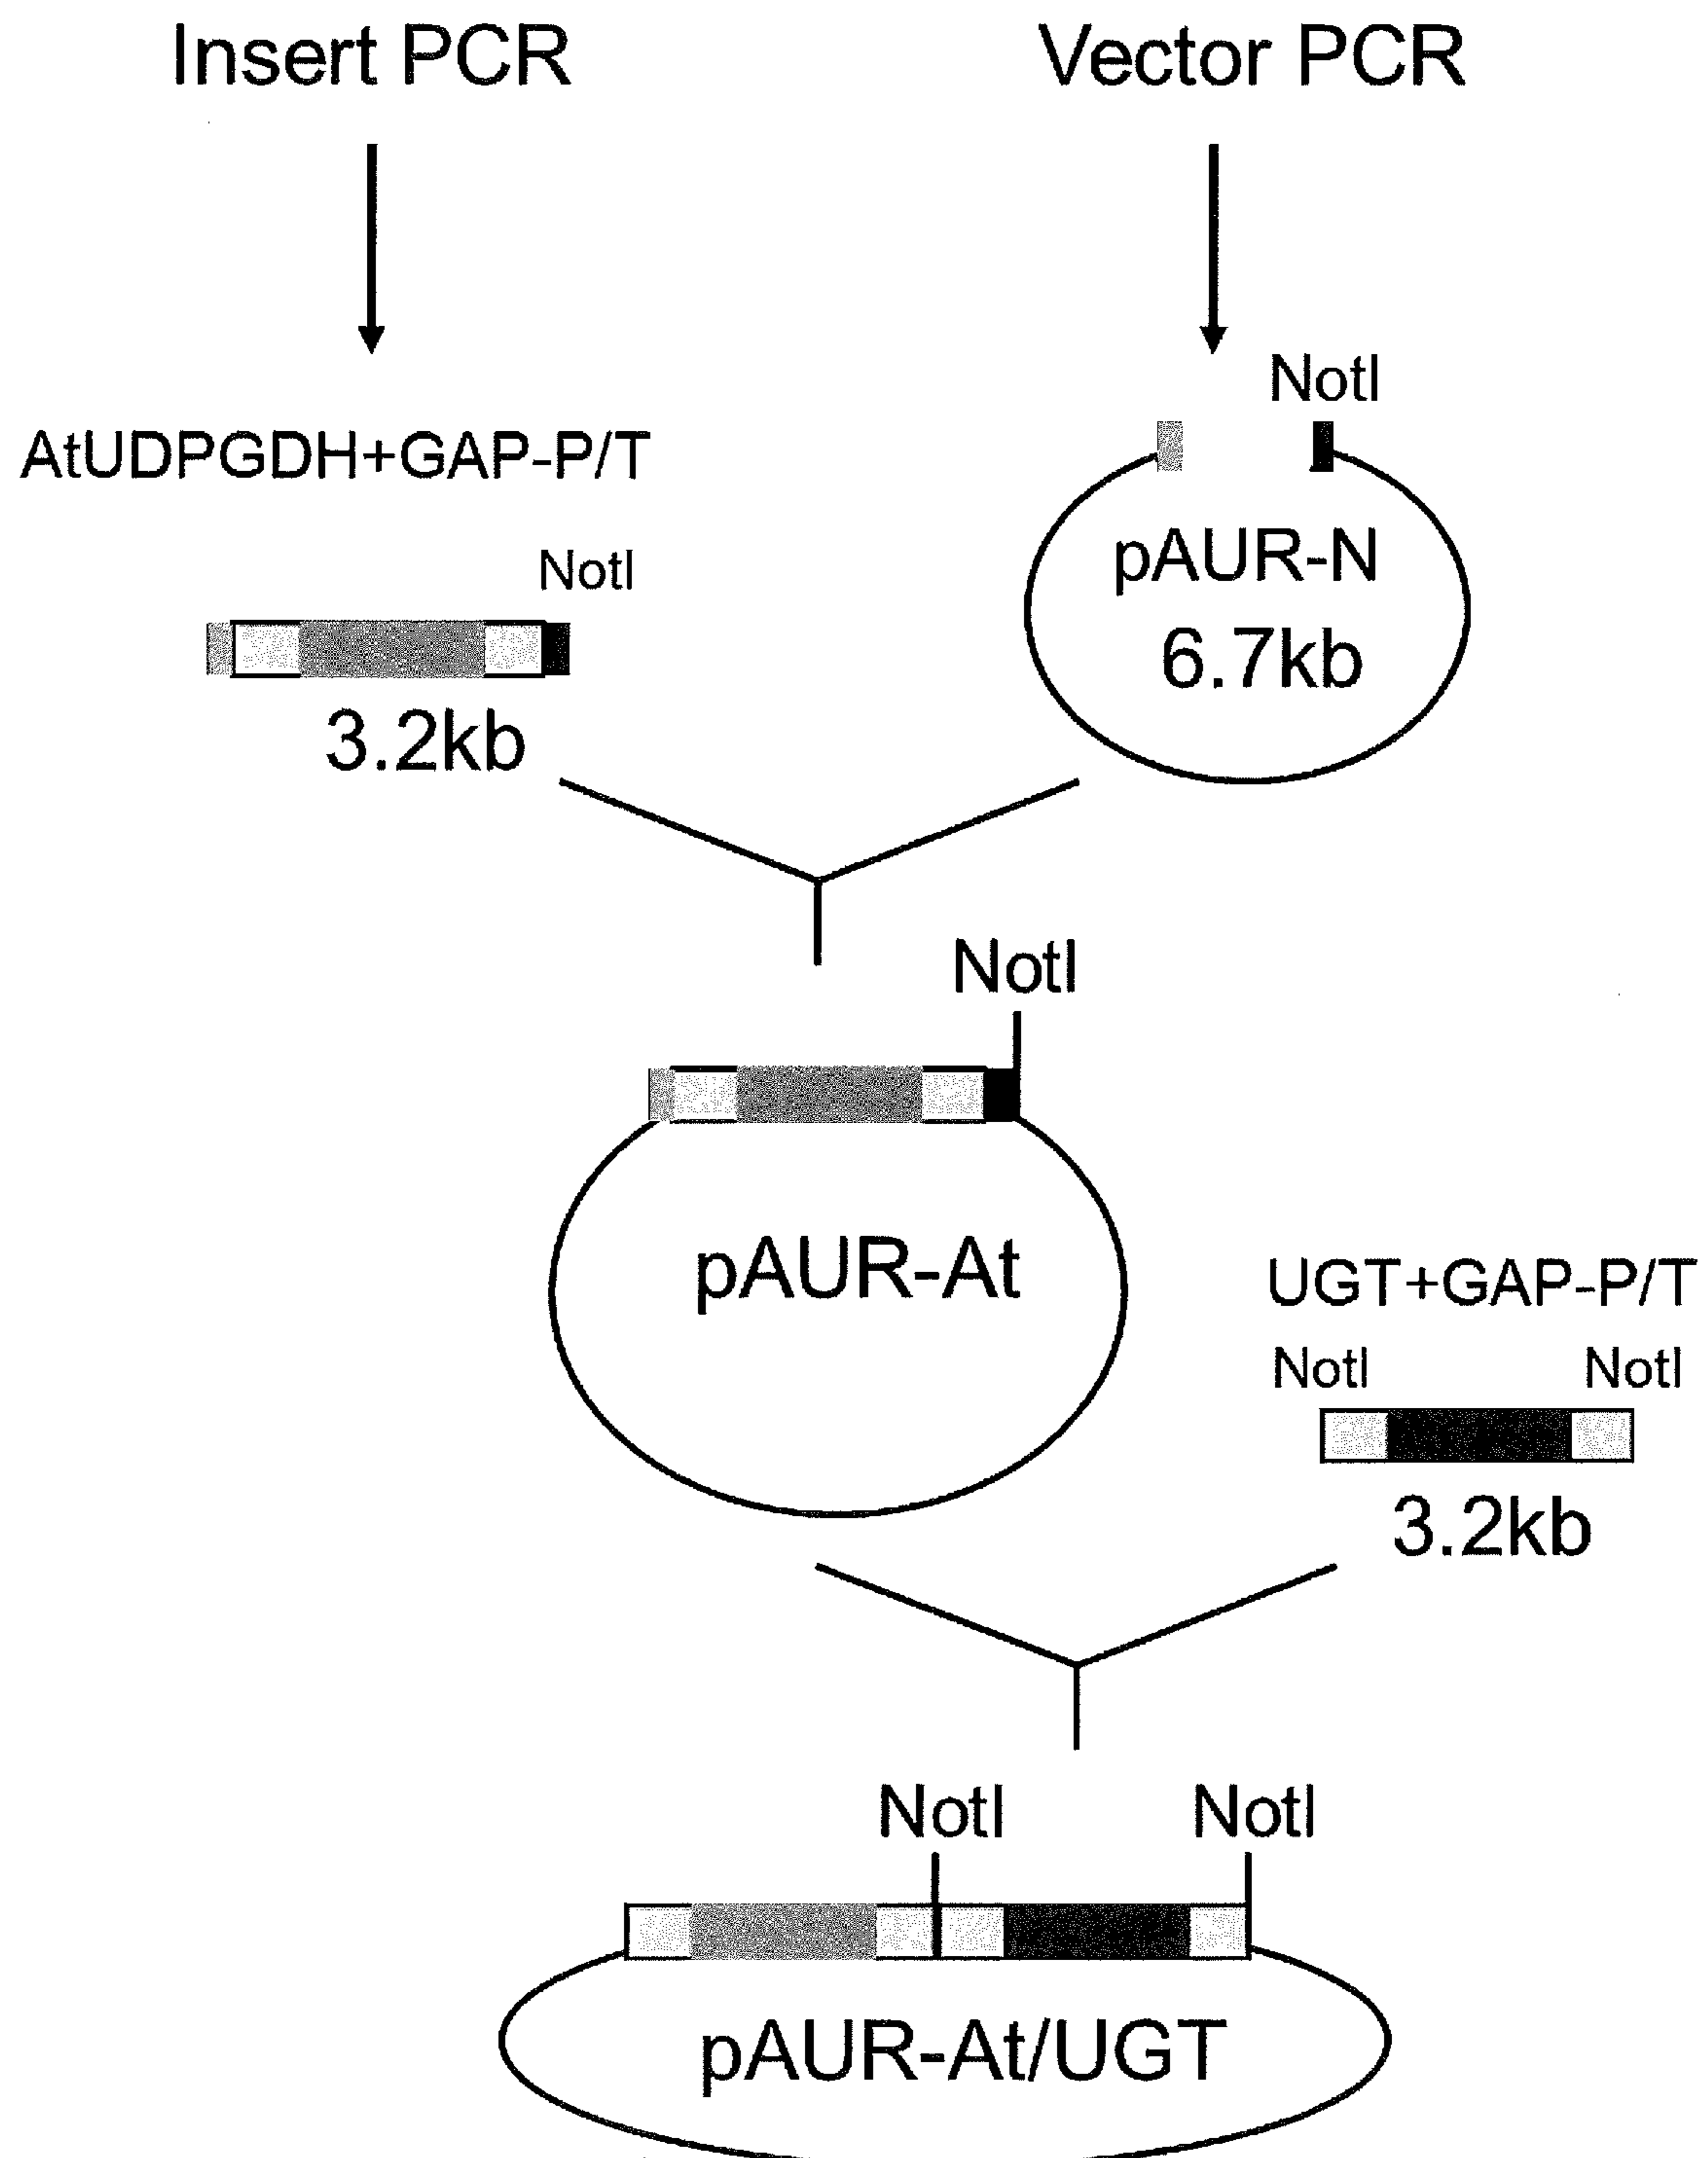 Insert PCR
Vector PCR
NotI
AtUDPGDH+GAP-P/T
NotI
pAUR-N
6.7kb
3.2kb
NotI
pAUR-At
UGT+GAP-P/T
NotI NotI
3.2kb
NotI NotI
pAUR-At/UGT